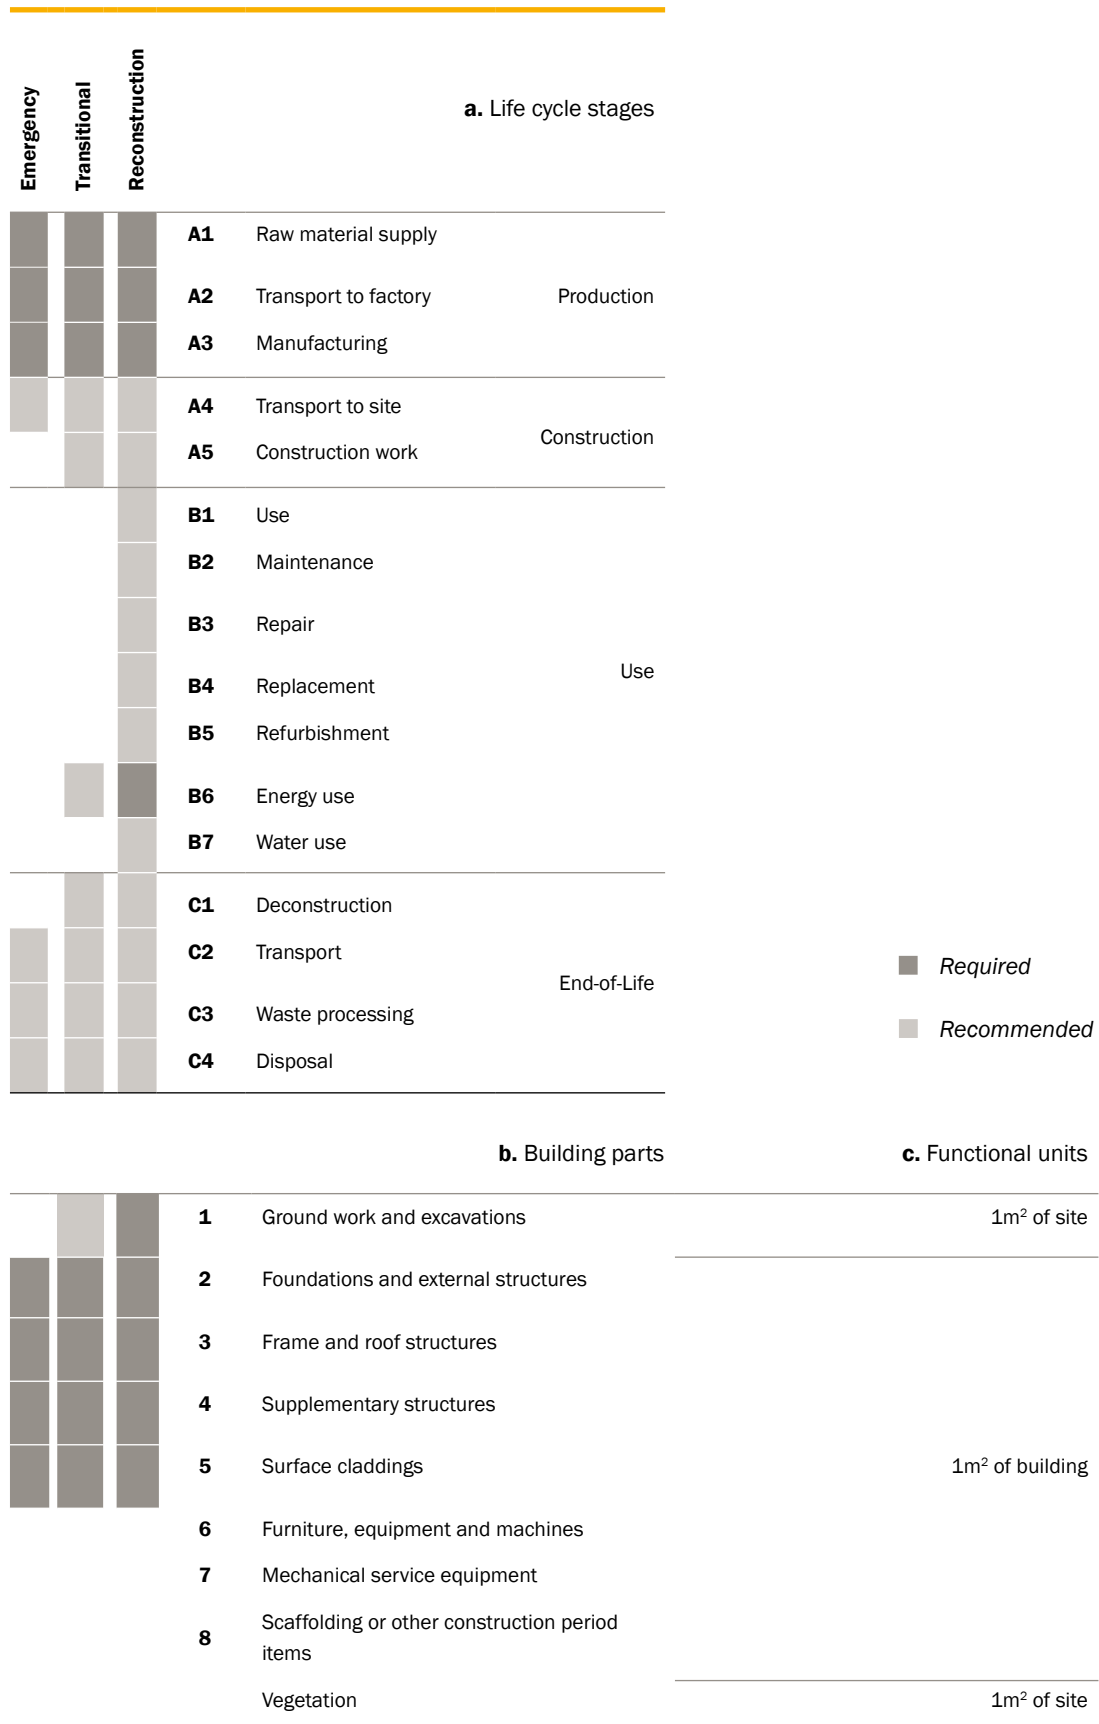 Emergency
Transitional
Reconstruction
a. Life cycle stages
A1 Raw material supply
A2 Transport to factory Production
A3 Manufacturing
A4 Transport to site
Construction
A5 Construction work
B1 Use
B2 Maintenance
B3 Repair
Use
B4 Replacement
B5 Refurbishment
B6 Energy use
B7 Water use
C1 Deconstruction
C2 Transport
End-of-Life
C3 Waste processing
C4 Disposal
Required
Recommended
b. Building parts c. Functional units
1 Ground work and excavations 1m² of site
2 Foundations and external structures
3 Frame and roof structures
4 Supplementary structures
5 Surface claddings 1m² of building
6 Furniture, equipment and machines
7 Mechanical service equipment
8 Scaffolding or other construction period
items
Vegetation 1m² of site